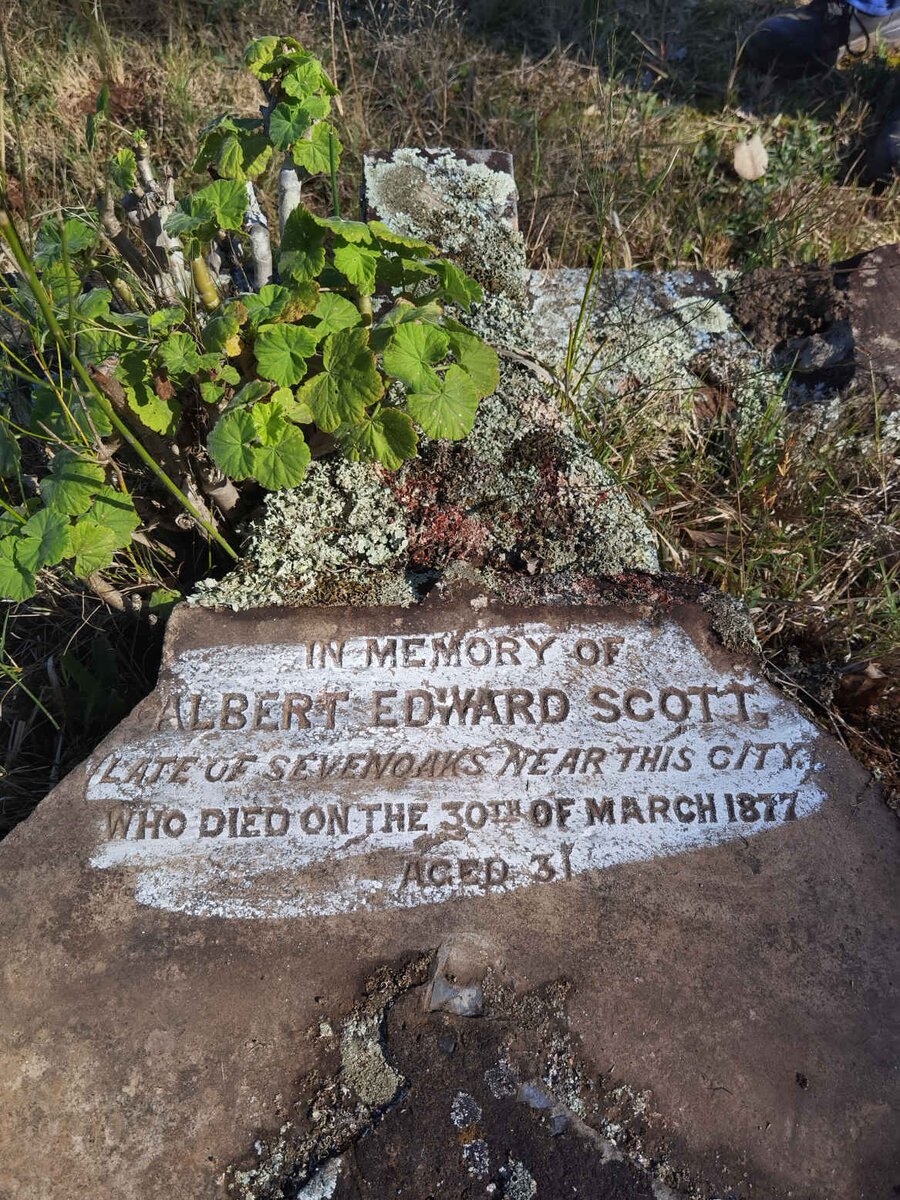 IN MEMORY OF
ALBERT EDWARD SCOTT,
LATE OF SEVENOAKS NEAR THIS CITY.
WHO DIED ON THE 30TH OF MARCH 1877
AGED 31